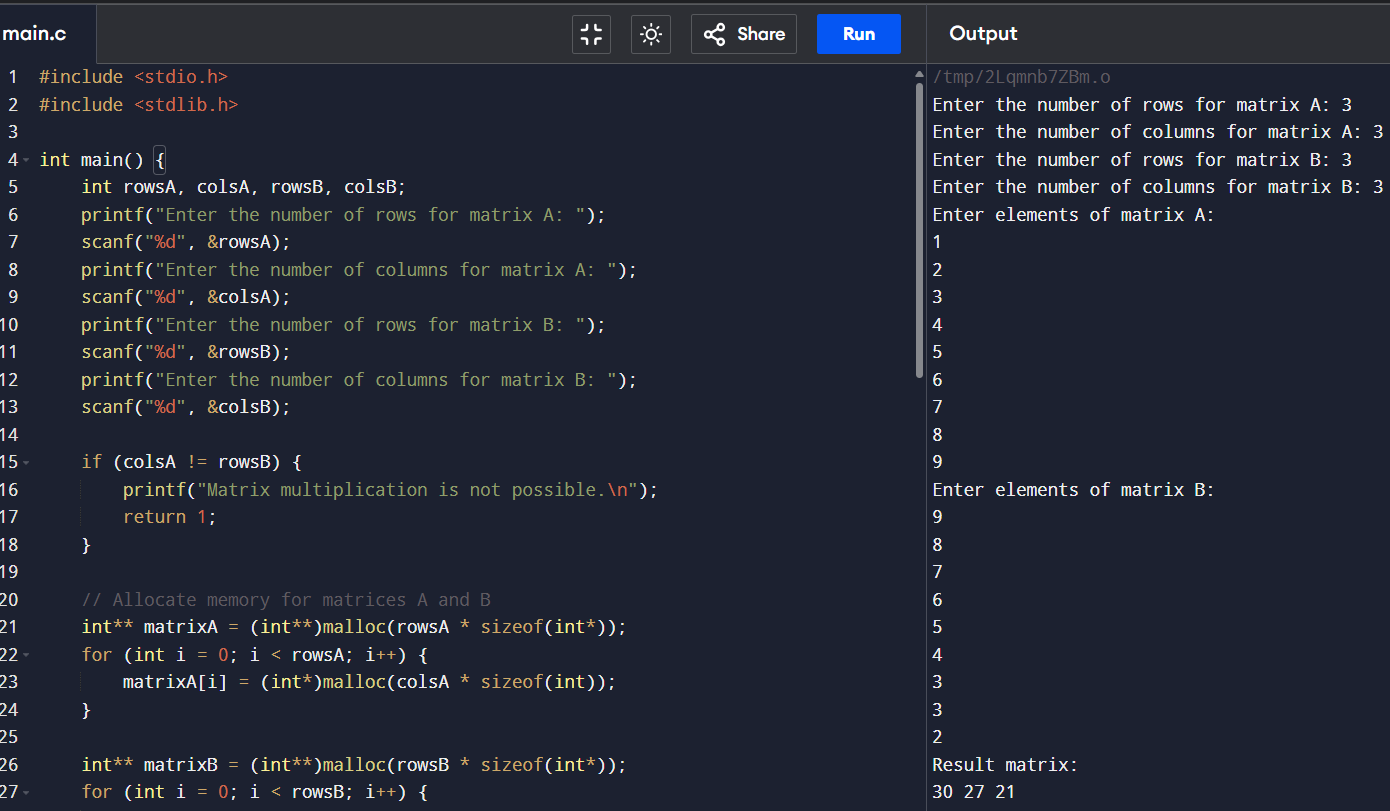 main.c
Share
Run
Output
1 #include <stdio.h>
2 #include <stdlib.h>
3
4 int main() {
5 int rowsA, colsA, rowsB, colsB;
6 printf("Enter the number of rows for matrix A: ");
7 scanf("%d", &rowsA);
8 printf("Enter the number of columns for matrix A: ");
9 scanf("%d", &colsA);
10 printf("Enter the number of rows for matrix B: ");
11 scanf("%d", &rowsB);
12 printf("Enter the number of columns for matrix B: ");
13 scanf("%d", &colsB);
14
15 if (colsA != rowsB) {
16 printf("Matrix multiplication is not possible.\n");
17 return 1;
18 }
19
20 // Allocate memory for matrices A and B
21 int** matrixA = (int**)malloc(rowsA * sizeof(int*));
22 for (int i = 0; i < rowsA; i++) {
23 matrixA[i] = (int*)malloc(colsA * sizeof(int));
24 }
25
26 int** matrixB = (int**)malloc(rowsB * sizeof(int*));
27 for (int i = 0; i < rowsB; i++) {
/tmp/2Lqmnb7ZBm.o
Enter the number of rows for matrix A: 3
Enter the number of columns for matrix A: 3
Enter the number of rows for matrix B: 3
Enter the number of columns for matrix B: 3
Enter elements of matrix A:
1
2
3
4
5
6
7
8
9
Enter elements of matrix B:
9
8
7
6
5
4
3
3
2
Result matrix:
30 27 21